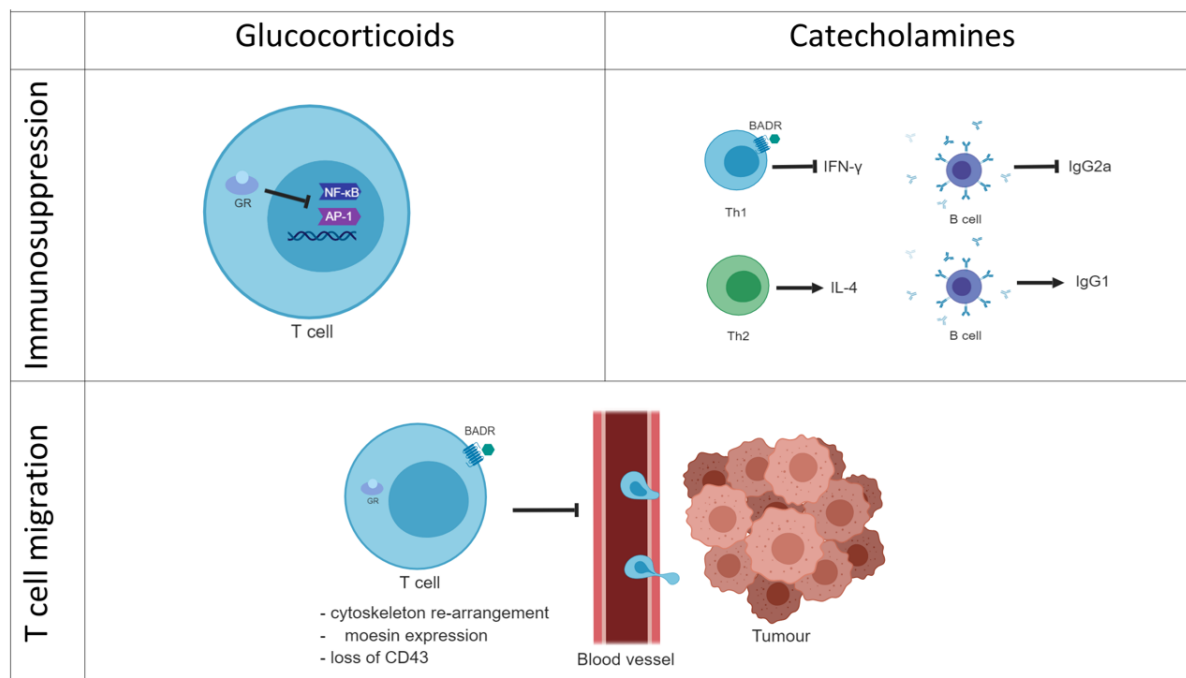 Glucocorticoids
Catecholamines
Immunosuppression
GR
NF-κB
AP-1
T cell
BADR
IFN-γ
Th1
IgG2a
B cell
IL-4
Th2
IgG1
B cell
T cell migration
BADR
GR
T cell
- cytoskeleton re-arrangement
- moesin expression
- loss of CD43
Blood vessel
Tumour